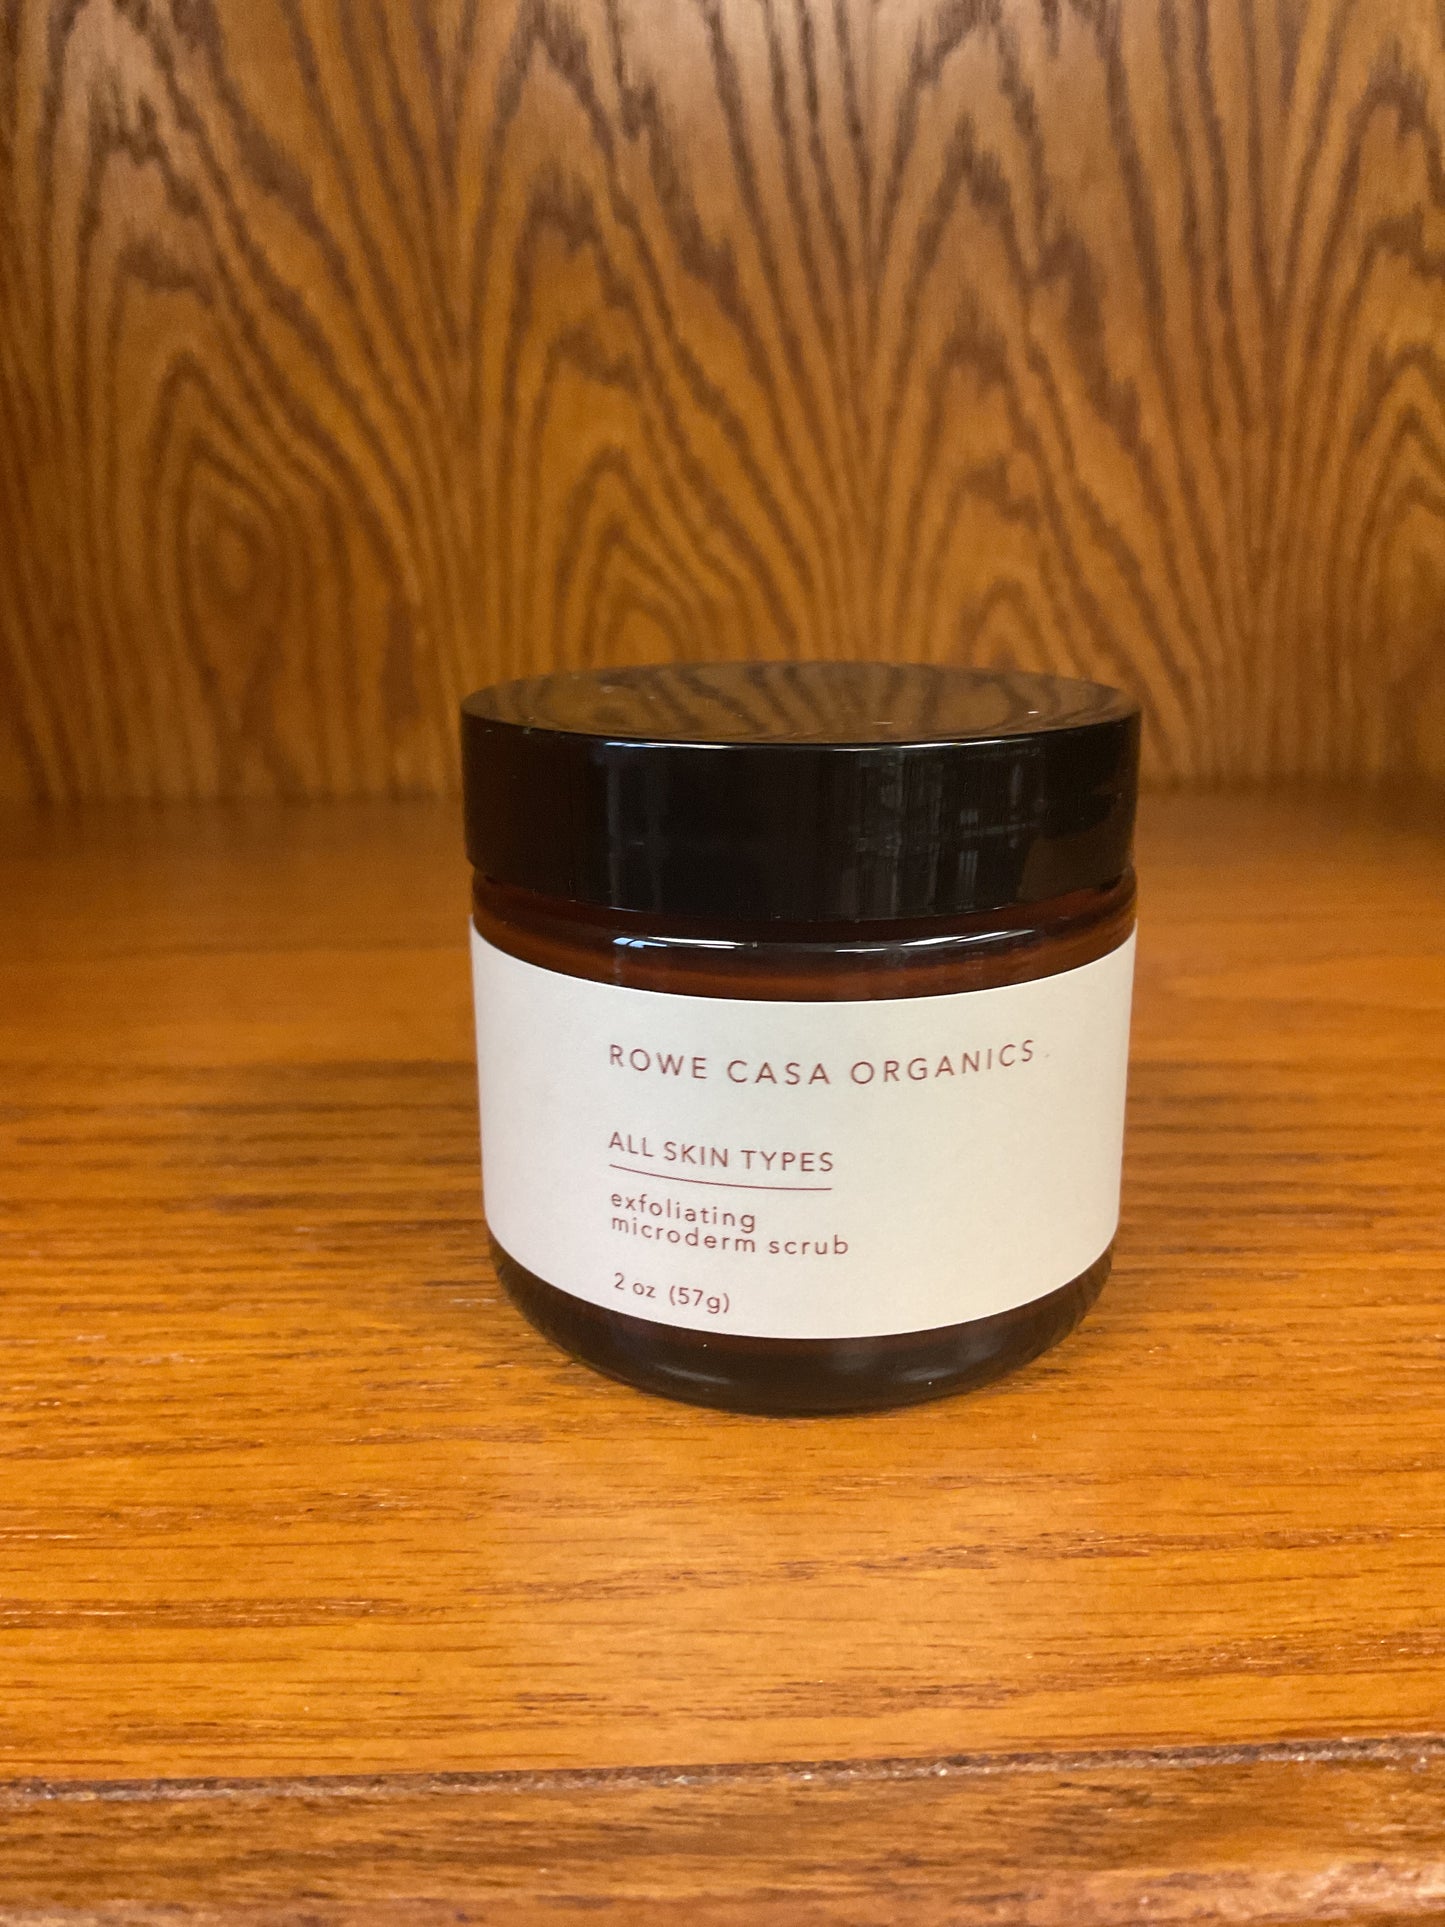 ROWE CASA ORGANICS
ALL SKIN TYPES
exfoliating
microderm scrub
2 oz (57g)